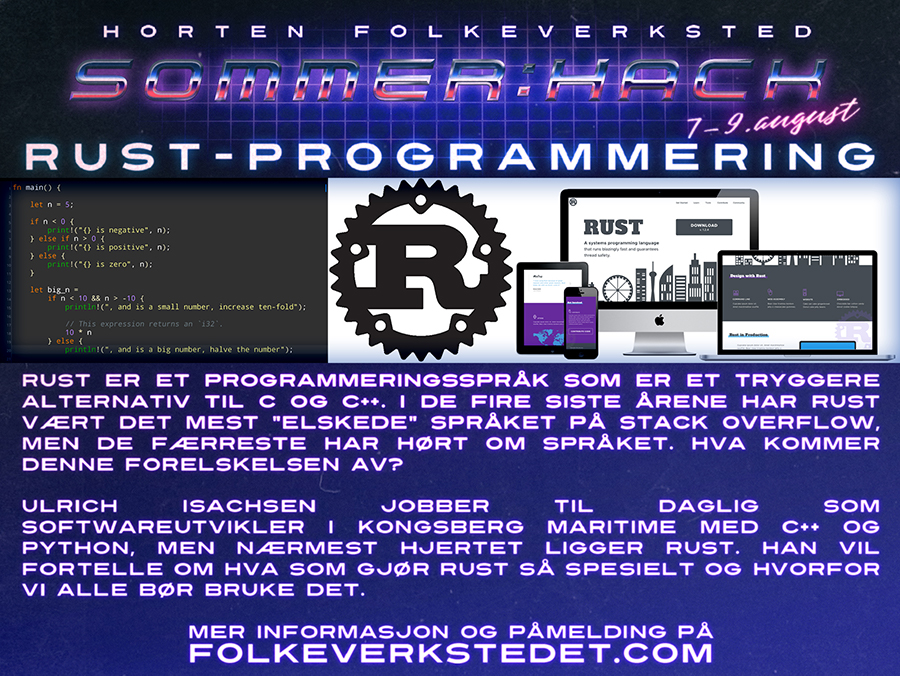 HORTEN FOLKEVERKSTED
SOMMER:HACK
7-9.august
RUST-PROGRAMMERING
fn main() {
let n = 5;
if n < 0 {
print!("{} is negative", n);
} else if n > 0 {
print!("{} is positive", n);
} else {
print!("{} is zero", n);
}
let big_n =
if n < 10 && n > -10 {
println!(", and is a small number, increase ten-fold");
// This expression returns an `i32`.
10 * n
} else {
println!(", and is a big number, halve the number");
R
RUST
DOWNLOAD
A systems programming language
that runs blazingly fast and guarantees
thread safety.
Design with Rust
Rust in Production
RUST ER ET PROGRAMMERINGSSPRÅK SOM ER ET TRYGGERE
ALTERNATIV TIL C OG C++. I DE FIRE SISTE ÅRENE HAR RUST
VÆRT DET MEST "ELSKEDE" SPRÅKET PÅ STACK OVERFLOW,
MEN DE FÆRRESTE HAR HØRT OM SPRÅKET. HVA KOMMER
DENNE FORELSKELSEN AV?
ULRICH ISACHSEN JOBBER TIL DAGLIG SOM
SOFTWAREUTVIKLER I KONGSBERG MARITIME MED C++ OG
PYTHON, MEN NÆRMEST HJERTET LIGGER RUST. HAN VIL
FORTELLE OM HVA SOM GJØR RUST SÅ SPESIELT OG HVORFOR
VI ALLE BØR BRUKE DET.
MER INFORMASJON OG PÅMELDING PÅ
FOLKEVERKSTEDET.COM